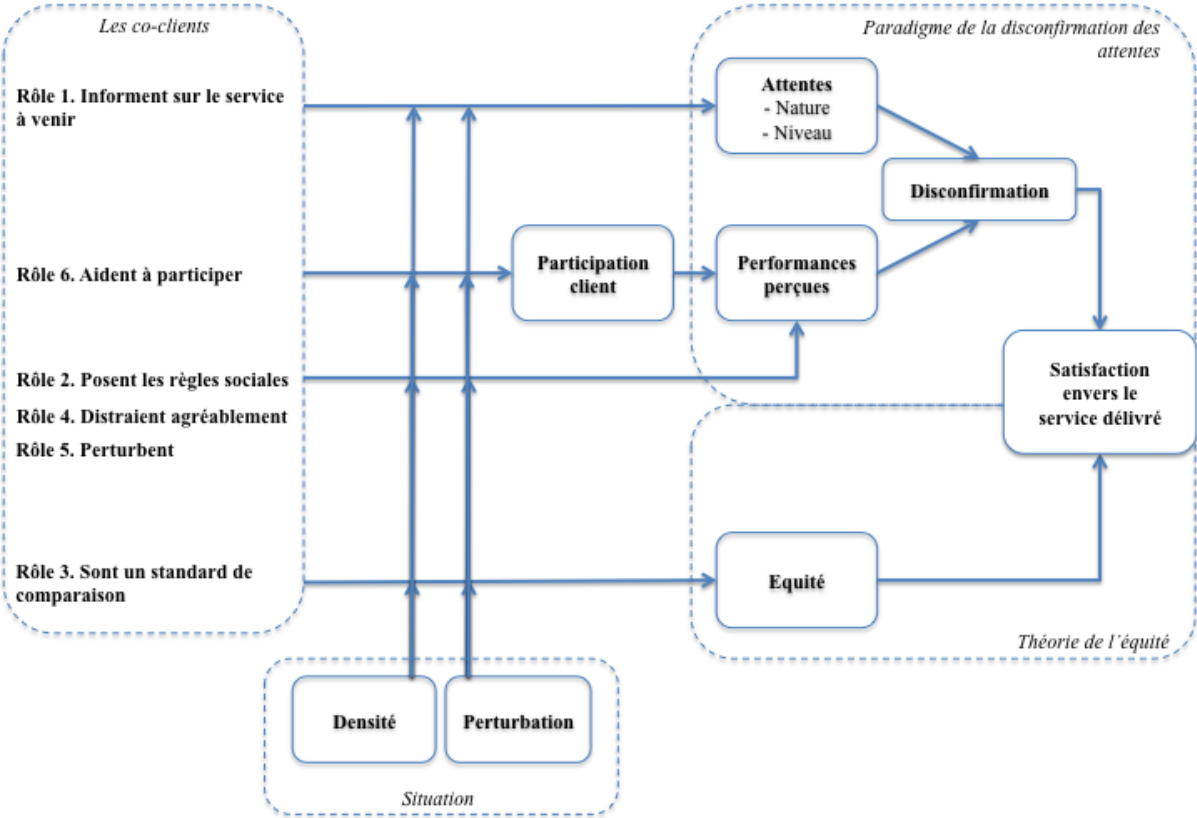 Les co-clients
Rôle 1. Informent sur le service
à venir
Rôle 6. Aident à participer
Rôle 2. Posent les règles sociales
Rôle 4. Distraient agréablement
Rôle 5. Perturbent
Rôle 3. Sont un standard de
comparaison
Paradigme de la disconfirmation des
attentes
Attentes
- Nature
- Niveau
Disconfirmation
Participation
client
Performances
perçues
Satisfaction
envers le
service délivré
Equité
Théorie de l'équité
Densité
Perturbation
Situation